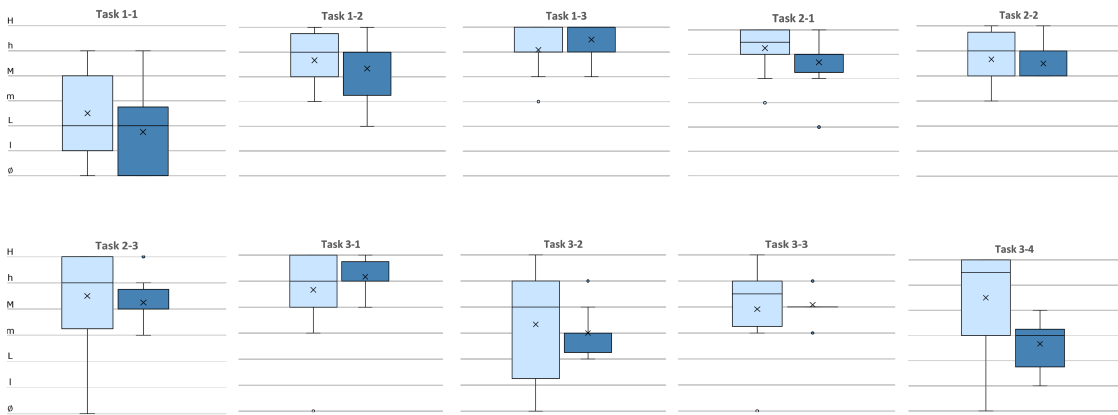 Task 1-1
Task 1-2
Task 1-3
Task 2-1
Task 2-2
H
h
M
m
L
l
ø
Task 2-3
Task 3-1
Task 3-2
Task 3-3
Task 3-4
H
h
M
m
L
l
ø